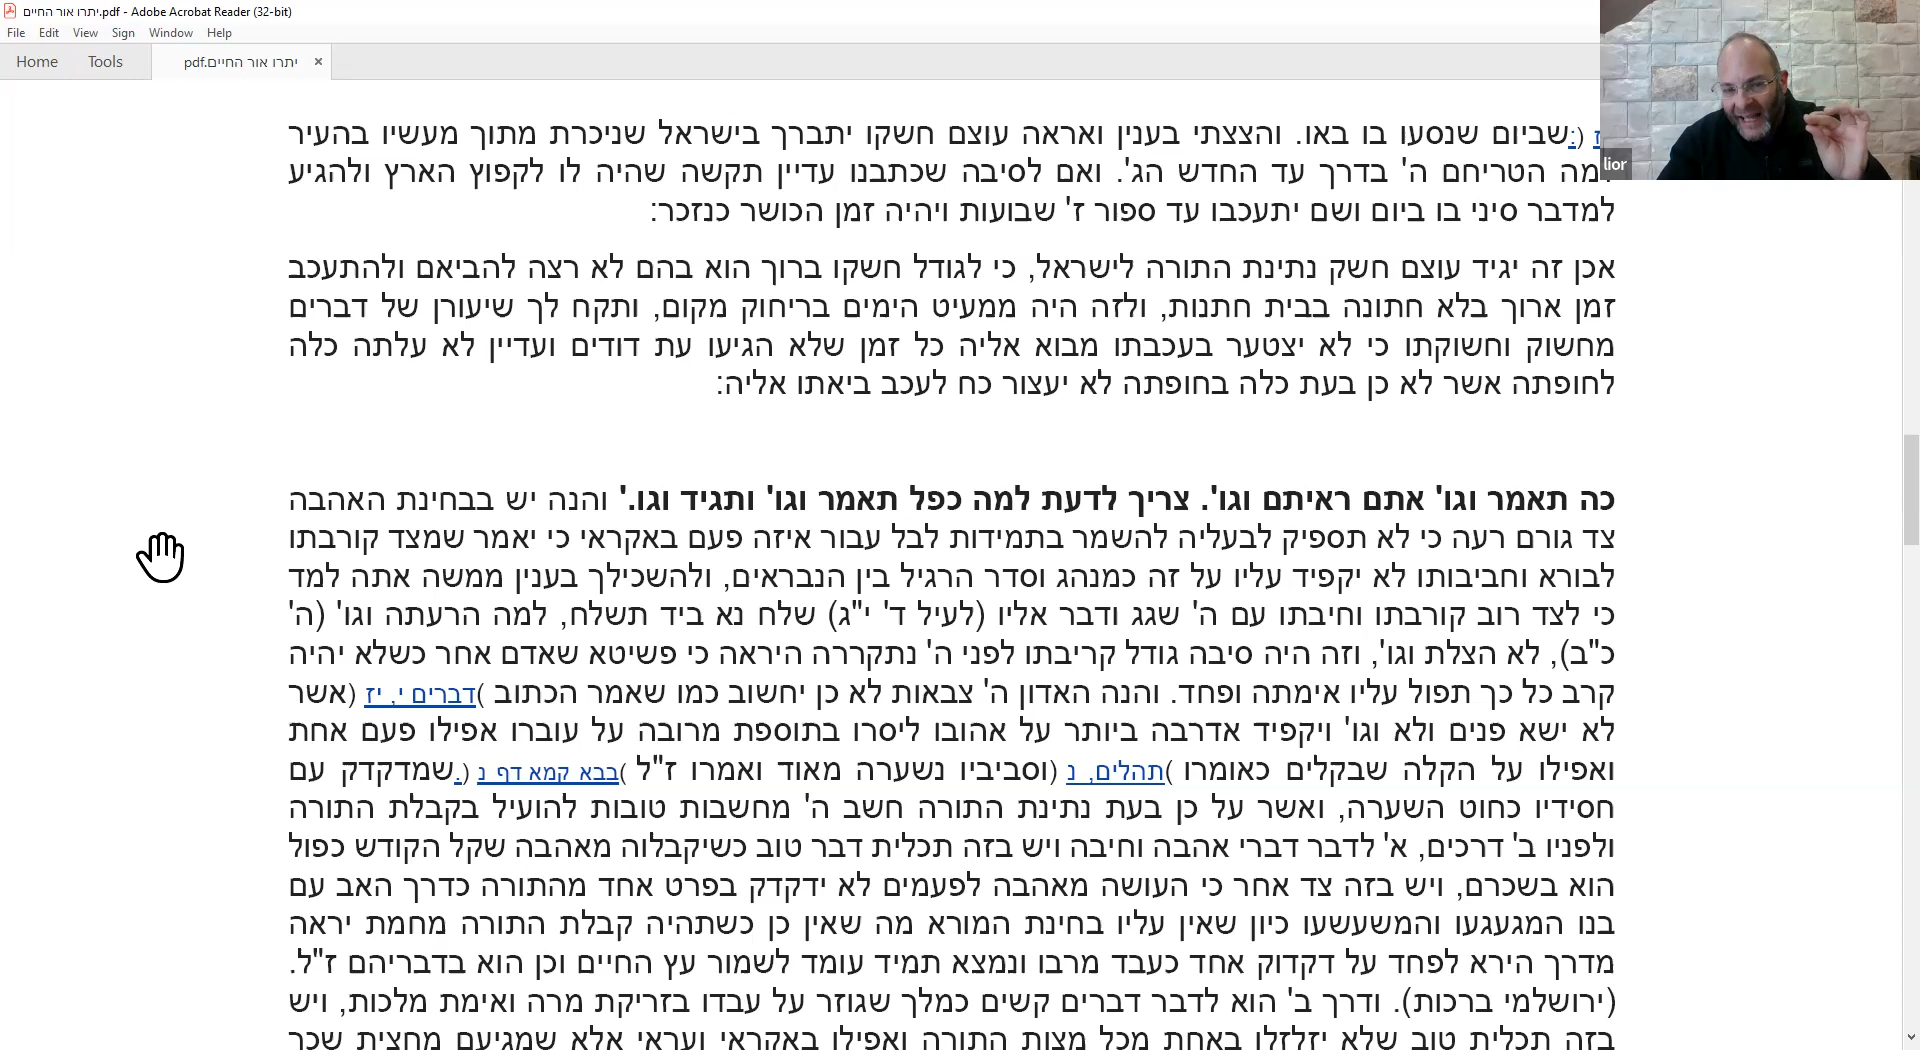 יתרו אור החיים.pdf - Adobe Acrobat Reader (32-bit)
File Edit View Sign Window Help
Home Tools יתרו אור החיים.pdf ×
lior
ז (:שביום שנסעו בו באו. והצצתי בענין ואראה עוצם חשקו יתברך בישראל שניכרת מתוך מעשיו בהעיר
למה הטריחם ה' בדרך עד החדש הג'. ואם לסיבה שכתבנו עדיין תקשה שהיה לו לקפוץ הארץ ולהגיע
למדבר סיני בו ביום ושם יתעכבו עד ספור ז' שבועות ויהיה זמן הכושר כנזכר:
אכן זה יגיד עוצם חשק נתינת התורה לישראל, כי לגודל חשקו ברוך הוא בהם לא רצה להביאם ולהתעכב
זמן ארוך בלא חתונה בבית חתנות, ולזה היה ממעיט הימים בריחוק מקום, ותקח לך שיעורן של דברים
מחשוק וחשוקתו כי לא יצטער בעכבתו מבוא אליה כל זמן שלא הגיעו עת דודים ועדיין לא עלתה כלה
לחופתה אשר לא כן בעת כלה בחופתה לא יעצור כח לעכב ביאתו אליה:
כה תאמר וגו' אתם ראיתם וגו'. צריך לדעת למה כפל תאמר וגו' ותגיד וגו'. והנה יש בבחינת האהבה
צד גורם רעה כי לא תספיק לבעליה להשמר בתמידות לבל עבור איזה פעם באקראי כי יאמר שמצד קורבתו
לבורא וחביבותו לא יקפיד עליו על זה כמנהג וסדר הרגיל בין הנבראים, ולהשכילך בענין ממשה אתה למד
כי לצד רוב קורבתו וחיבתו עם ה' שגג ודבר אליו (לעיל ד' י"ג) שלח נא ביד תשלח, למה הרעתה וגו' (ה'
כ"ב), לא הצלת וגו', וזה היה סיבה גודל קריבתו לפני ה' נתקררה היראה כי פשיטא שאדם אחר כשלא יהיה
קרב כל כך תפול עליו אימתה ופחד. והנה האדון ה' צבאות לא כן יחשוב כמו שאמר הכתוב )דברים י, יז (אשר
לא ישא פנים ולא וגו' ויקפיד אדרבה ביותר על אהובו ליסרו בתוספת מרובה על עוברו אפילו פעם אחת
ואפילו על הקלה שבקלים כאומרו )תהלים, נ (וסביביו נשערה מאוד ואמרו ז"ל )בבא קמא דף נ (.שמדקדק עם
חסידיו כחוט השערה, ואשר על כן בעת נתינת התורה חשב ה' מחשבות טובות להועיל בקבלת התורה
ולפניו ב' דרכים, א' לדבר דברי אהבה וחיבה ויש בזה תכלית דבר טוב כשיקבלוה מאהבה שקל הקודש כפול
הוא בשכרם, ויש בזה צד אחר כי העושה מאהבה לפעמים לא ידקדק בפרט אחד מהתורה כדרך האב עם
בנו המגעגעו והמשעשעו כיון שאין עליו בחינת המורא מה שאין כן כשתהיה קבלת התורה מחמת יראה
מדרך הירא לפחד על דקדוק אחד כעבד מרבו ונמצא תמיד עומד לשמור עץ החיים וכן הוא בדבריהם ז"ל.
(ירושלמי ברכות). ודרך ב' הוא לדבר דברים קשים כמלך שגוזר על עבדו בזריקת מרה ואימת מלכות, ויש
בזה תכלית טוב שלא יזלזלו באחת מכל מצות התורה ואפילו באקראי ועראי אלא שמגיעם מחצית שכר